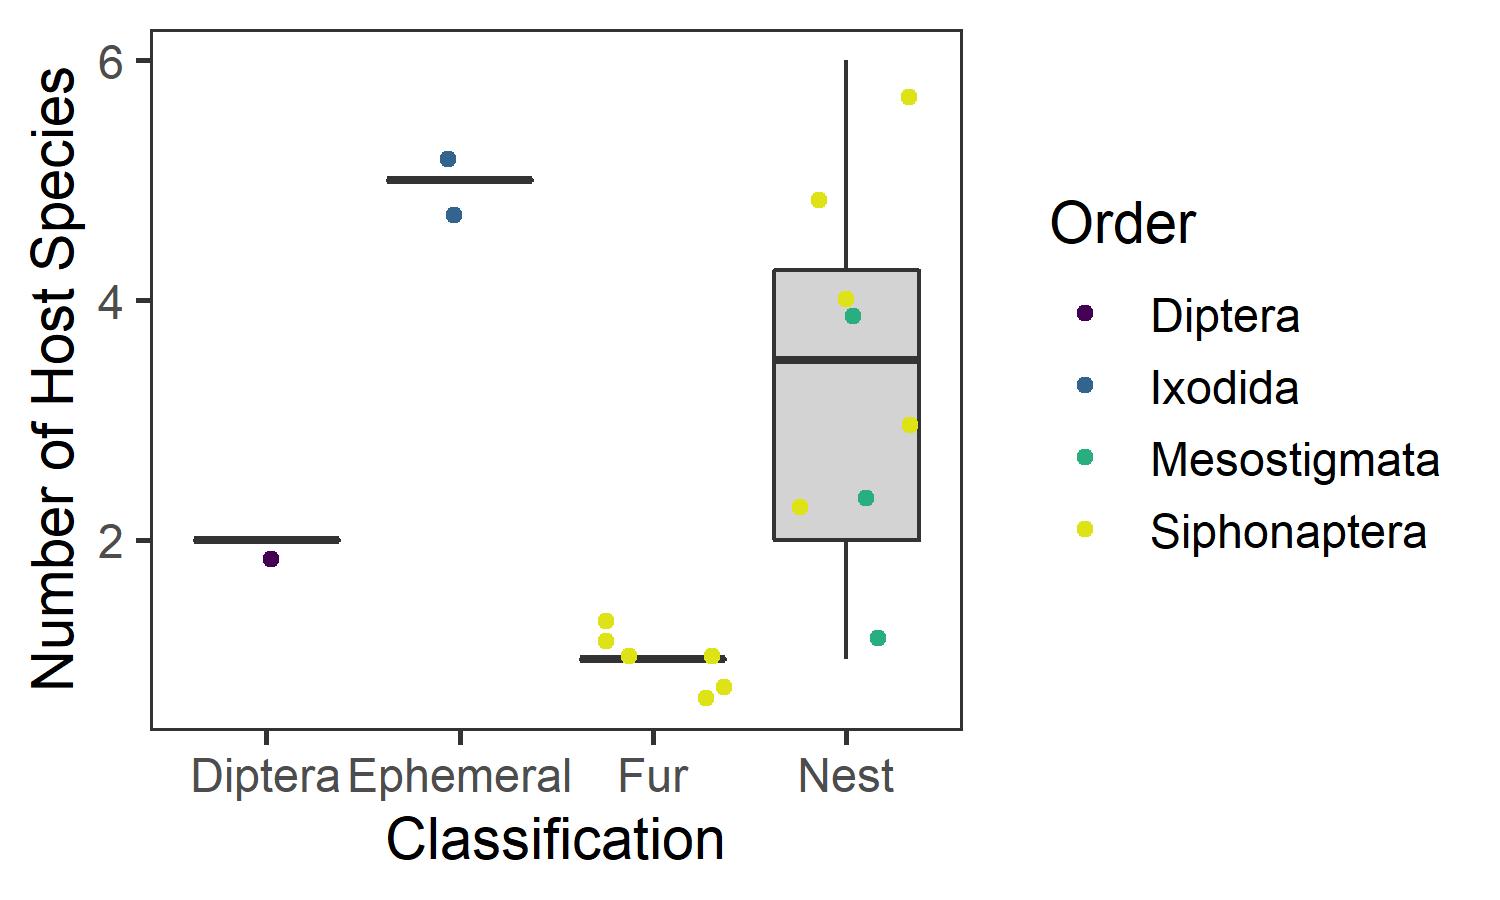 Number of Host Species
6
4
2
Diptera
Ephemeral
Fur
Nest
Classification
Order
Diptera
Ixodida
Mesostigmata
Siphonaptera